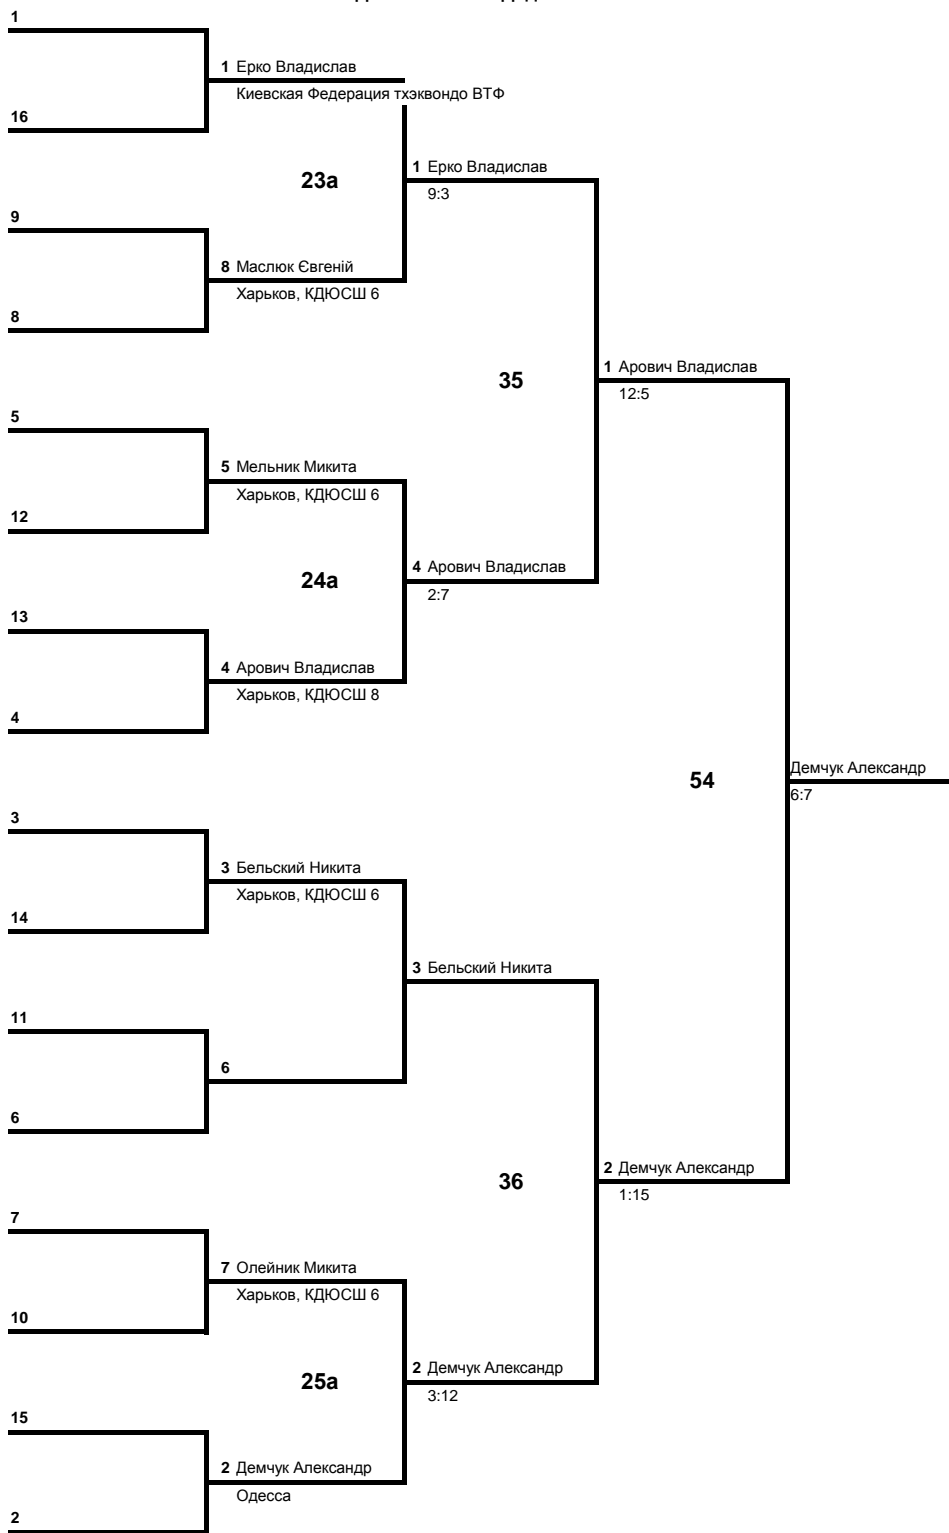 1
1 Ерко Владислав
Киевская Федерация тхэквондо ВТФ
16
23а
1 Ерко Владислав
9:3
9
8 Маслюк Євгеній
Харьков, КДЮСШ 6
8
35
1 Арович Владислав
12:5
5
5 Мельник Микита
Харьков, КДЮСШ 6
12
24а
4 Арович Владислав
2:7
13
4 Арович Владислав
Харьков, КДЮСШ 8
4
54
Демчук Александр
6:7
3
3 Бельский Никита
Харьков, КДЮСШ 6
14
3 Бельский Никита
11
6
6
36
2 Демчук Александр
1:15
7
7 Олейник Микита
Харьков, КДЮСШ 6
10
25а
2 Демчук Александр
3:12
15
2 Демчук Александр
Одесса
2